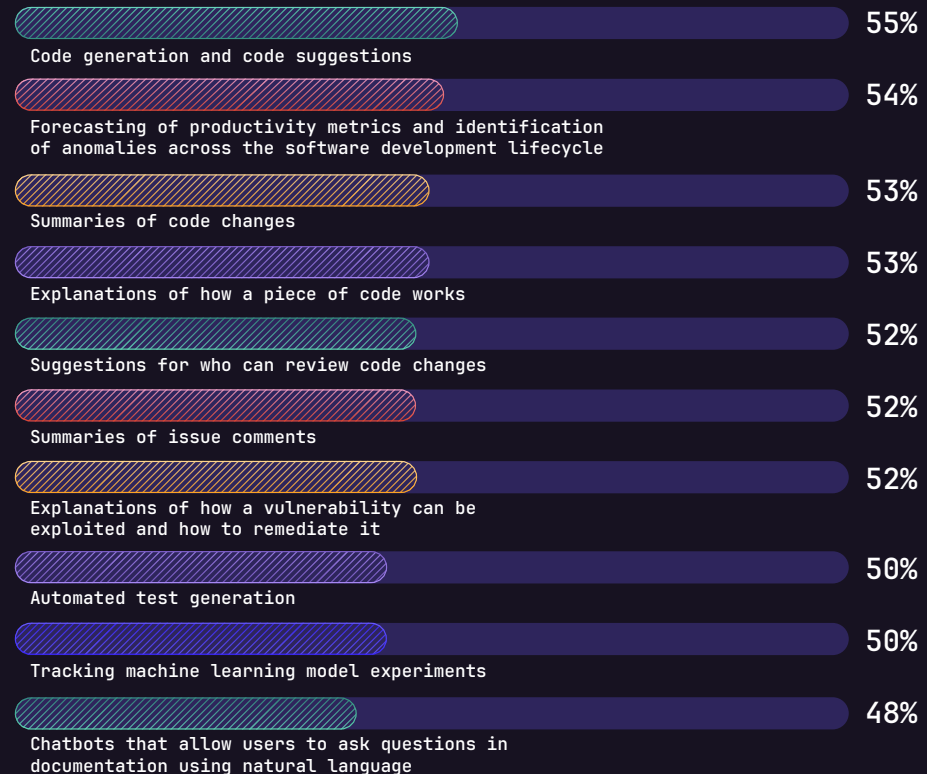 55%
Code generation and code suggestions
54%
Forecasting of productivity metrics and identification
of anomalies across the software development lifecycle
53%
Summaries of code changes
53%
Explanations of how a piece of code works
52%
Suggestions for who can review code changes
52%
Summaries of issue comments
52%
Explanations of how a vulnerability can be
exploited and how to remediate it
50%
Automated test generation
50%
Tracking machine learning model experiments
48%
Chatbots that allow users to ask questions in
documentation using natural language